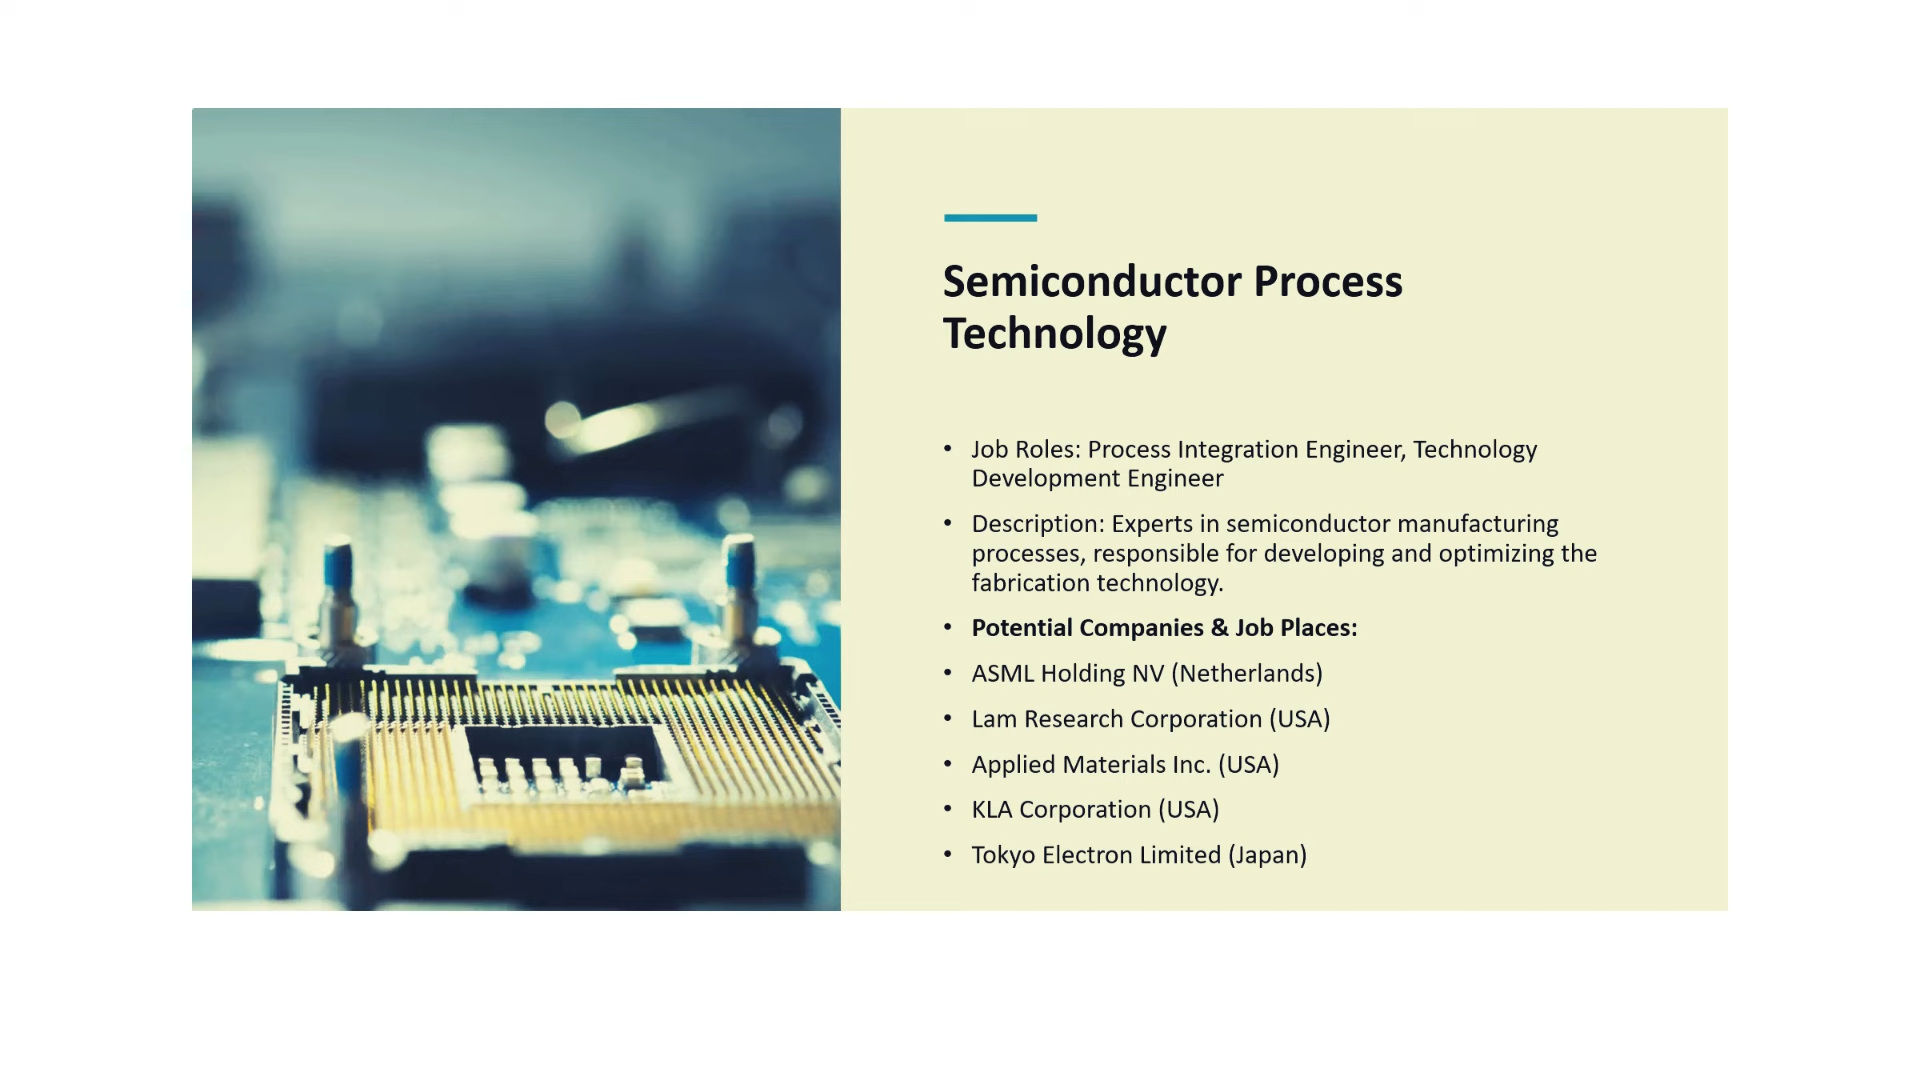 Semiconductor Process
Technology
• Job Roles: Process Integration Engineer, Technology
Development Engineer
• Description: Experts in semiconductor manufacturing
processes, responsible for developing and optimizing the
fabrication technology.
• Potential Companies & Job Places:
• ASML Holding NV (Netherlands)
• Lam Research Corporation (USA)
• Applied Materials Inc. (USA)
• KLA Corporation (USA)
• Tokyo Electron Limited (Japan)